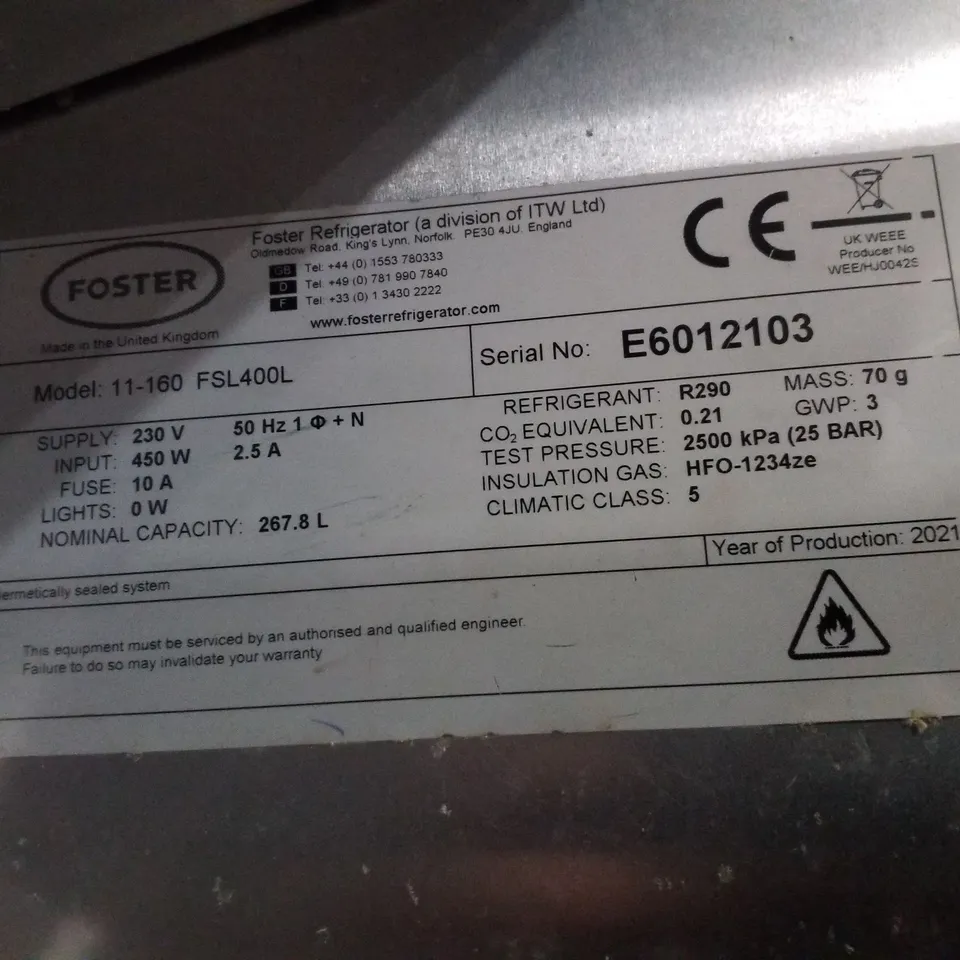 FOSTER
Made in the United Kingdom
Foster Refrigerator (a division of ITW Ltd)
Oldmedow Road, King's Lynn, Norfolk. PE30 4JU. England
GB Tel: +44 (0) 1553 780333
D Tel: +49 (0) 781 990 7840
F Tel: +33 (0) 1 3430 2222
www.fosterrefrigerator.com
CE
UK WEEE
Producer No
WEE/HJ0042S
Model: 11-160 FSL400L
Serial No: E6012103
SUPPLY: 230 V 50 Hz 1 Φ + N
INPUT: 450 W 2.5 A
FUSE: 10 A
LIGHTS: 0 W
NOMINAL CAPACITY: 267.8 L
REFRIGERANT: R290 MASS: 70 g
CO₂ EQUIVALENT: 0.21 GWP: 3
TEST PRESSURE: 2500 kPa (25 BAR)
INSULATION GAS: HFO-1234ze
CLIMATIC CLASS: 5
Year of Production: 2021
ermetically sealed system
This equipment must be serviced by an authorised and qualified engineer.
Failure to do so may invalidate your warranty